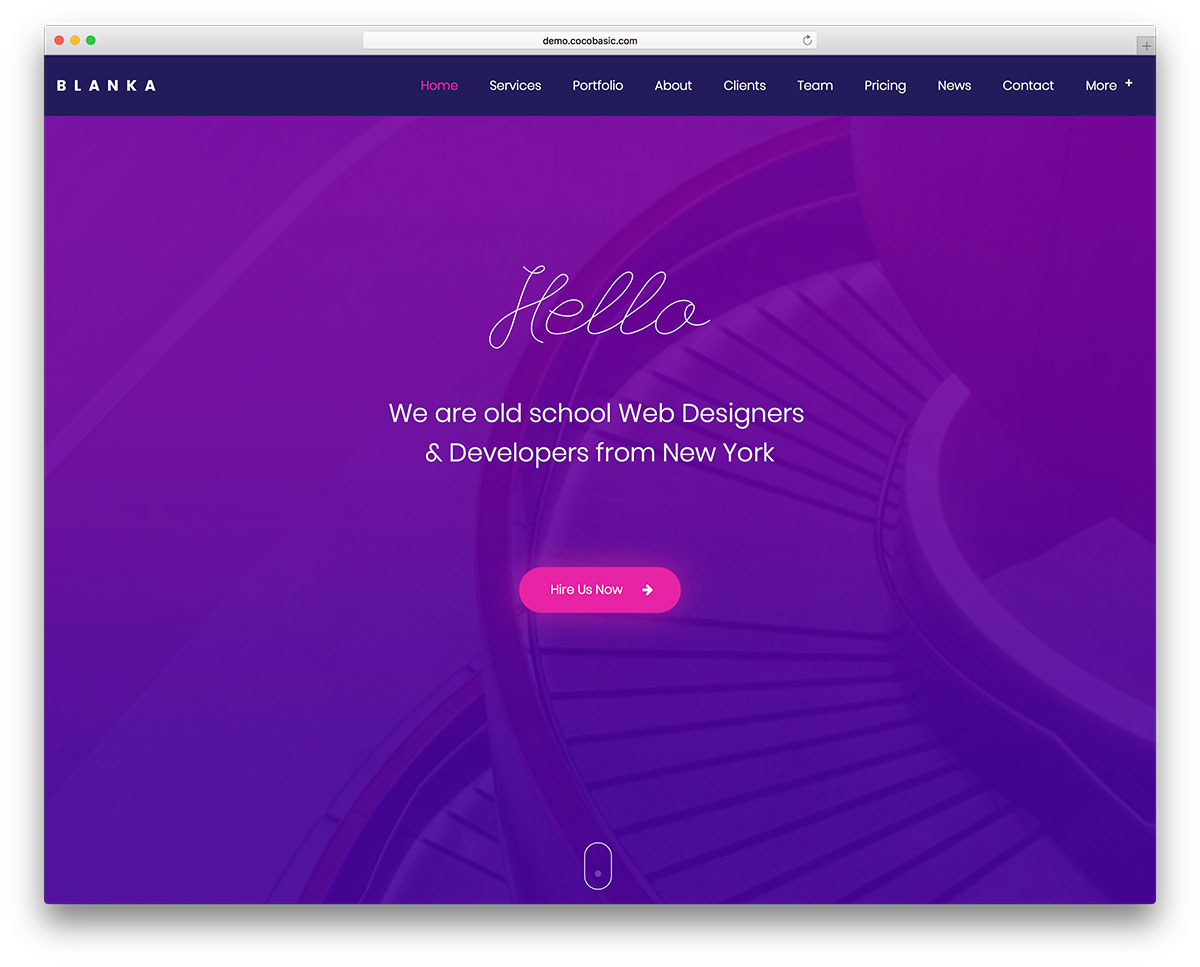 demo.cocobasic.com
BLANKA Home Services Portfolio About Clients Team Pricing News Contact More +
Hello
We are old school Web Designers
& Developers from New York
Hire Us Now